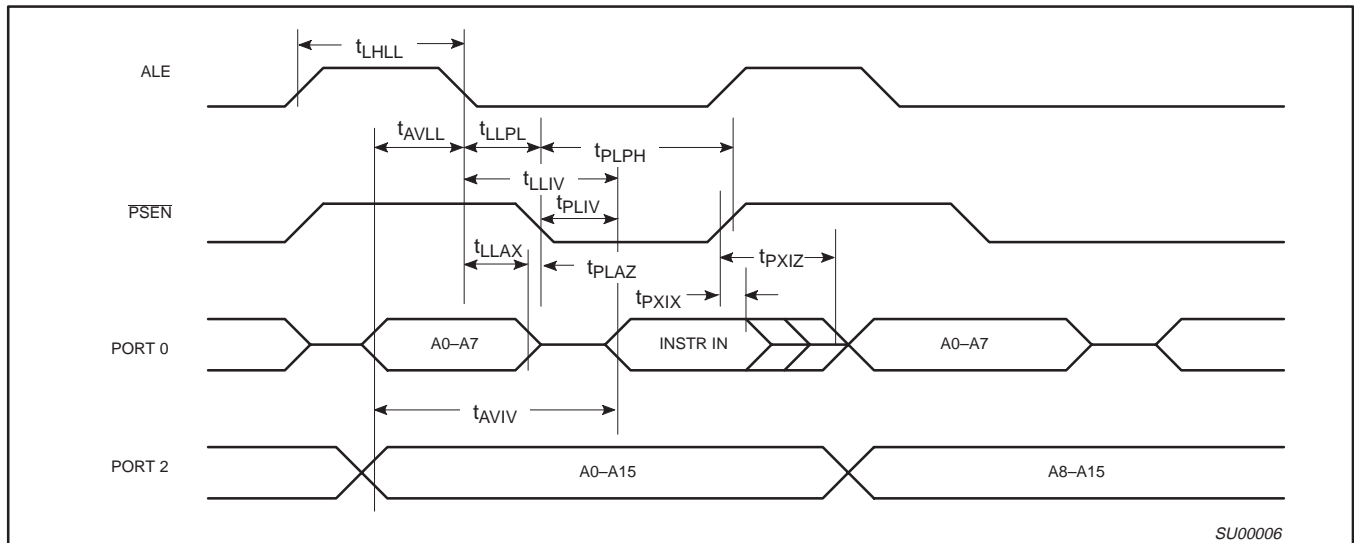 tLHLL
ALE
tAVLL tLLPL tPLPH
tLLIV
PSEN
tPLIV
tLLAX
tPLAZ tPXIZ
tPXIX
PORT 0 A0–A7 INSTR IN A0–A7
tAVIV
PORT 2 A0–A15 A8–A15
SU00006